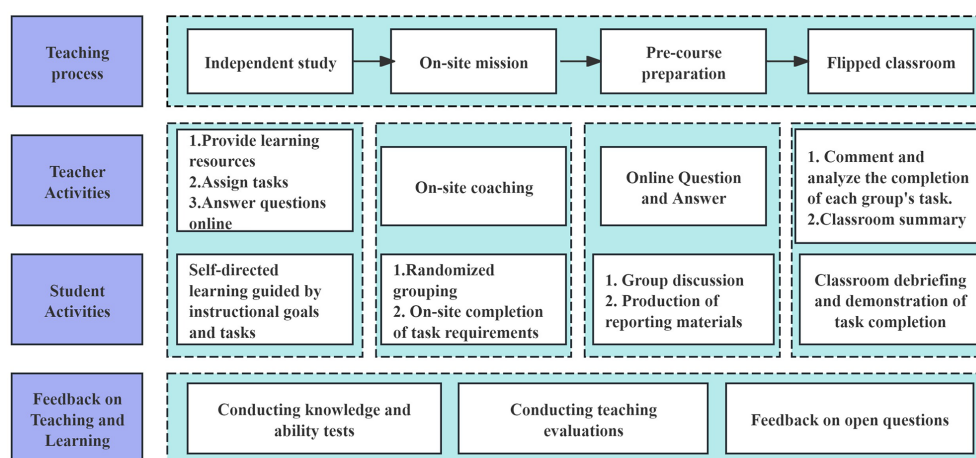 Teaching
process
Independent study
On-site mission
Pre-course
preparation
Flipped classroom
Teacher
Activities
1.Provide learning
resources
2.Assign tasks
3.Answer questions
online
On-site coaching
Online Question
and Answer
1. Comment and
analyze the completion
of each group's task.
2.Classroom summary
Student
Activities
Self-directed
learning guided by
instructional goals
and tasks
1.Randomized
grouping
2. On-site completion
of task requirements
1. Group discussion
2. Production of
reporting materials
Classroom debriefing
and demonstration of
task completion
Feedback on
Teaching and
Learning
Conducting knowledge and
ability tests
Conducting teaching
evaluations
Feedback on open questions